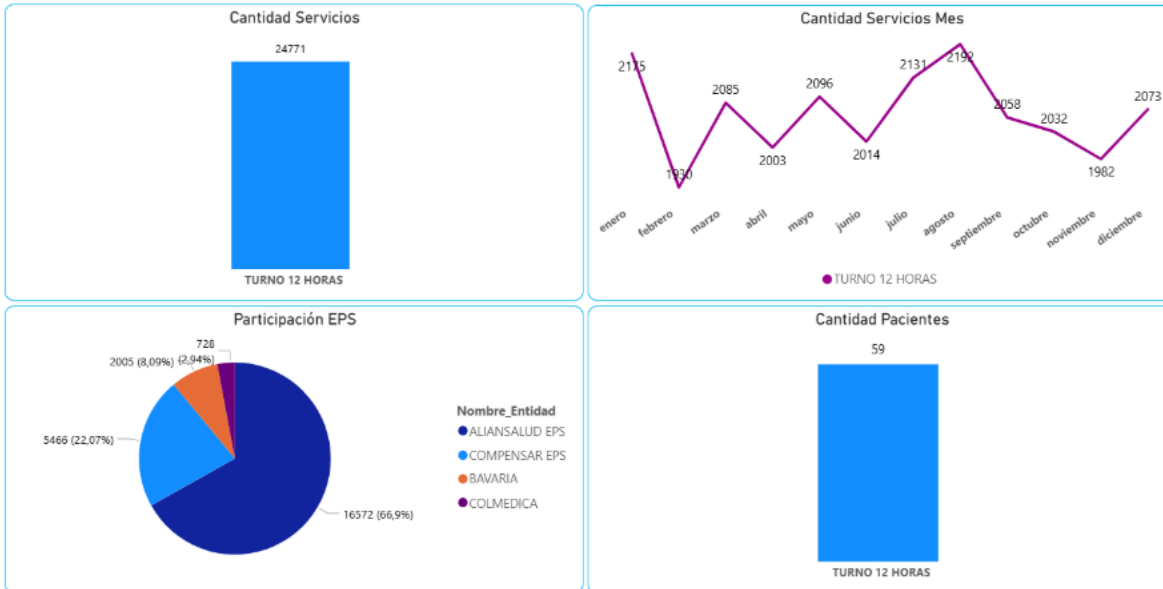 Cantidad Servicios
24771
TURNO 12 HORAS
Cantidad Servicios Mes
2175
1930
2085
2003
2096
2014
2131
2192
2058
2032
1982
2073
enero
febrero
marzo
abril
mayo
junio
julio
agosto
septiembre
octubre
noviembre
diciembre
TURNO 12 HORAS
Participación EPS
728
(2,94%)
2005 (8,09%)
5466 (22,07%)
16572 (66,9%)
Nombre_Entidad
ALIANSALUD EPS
COMPENSAR EPS
BAVARIA
COLMEDICA
Cantidad Pacientes
59
TURNO 12 HORAS